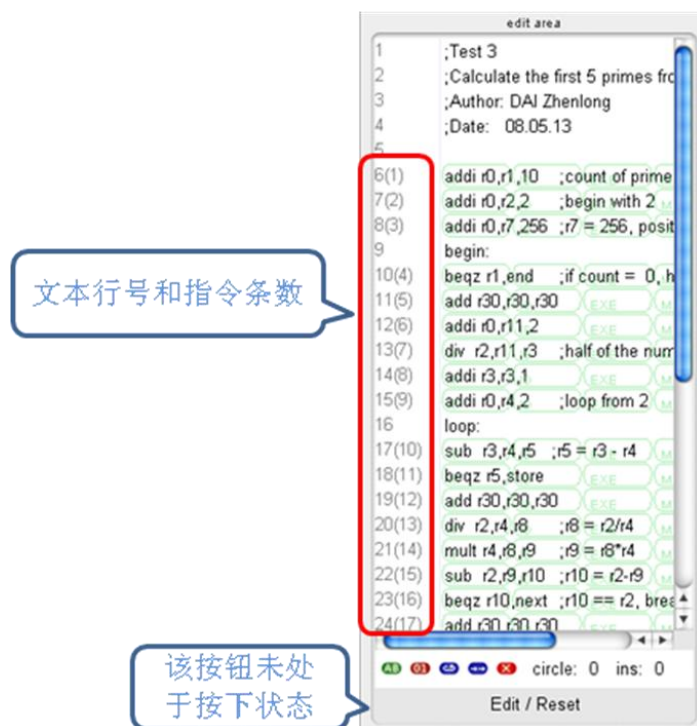 edit area
1 ;Test 3
2 ;Calculate the first 5 primes fro
3 ;Author: DAI Zhenlong
4 ;Date: 08.05.13
5
6(1) addi r0,r1,10 ;count of prime
7(2) addi r0,r2,2 ;begin with 2
8(3) addi r0,r7,256 ;r7 = 256, posit
9 begin:
10(4) beqz r1,end ;if count = 0, h
11(5) add r30,r30,r30 EXE
12(6) addi r0,r11,2 EXE
13(7) div r2,r11,r3 ;half of the num
14(8) addi r3,r3,1 EXE
15(9) addi r0,r4,2 ;loop from 2
16 loop:
17(10) sub r3,r4,r5 ;r5 = r3 - r4
18(11) beqz r5,store EXE
19(12) add r30,r30,r30 EXE
20(13) div r2,r4,r8 ;r8 = r2/r4
21(14) mult r4,r8,r9 ;r9 = r8*r4
22(15) sub r2,r9,r10 ;r10 = r2-r9
23(16) beqz r10,next ;r10 == r2, brea
24(17) add r30,r30,r30
文本行号和指令条数
circle: 0 ins: 0
Edit / Reset
该按钮未处
于按下状态